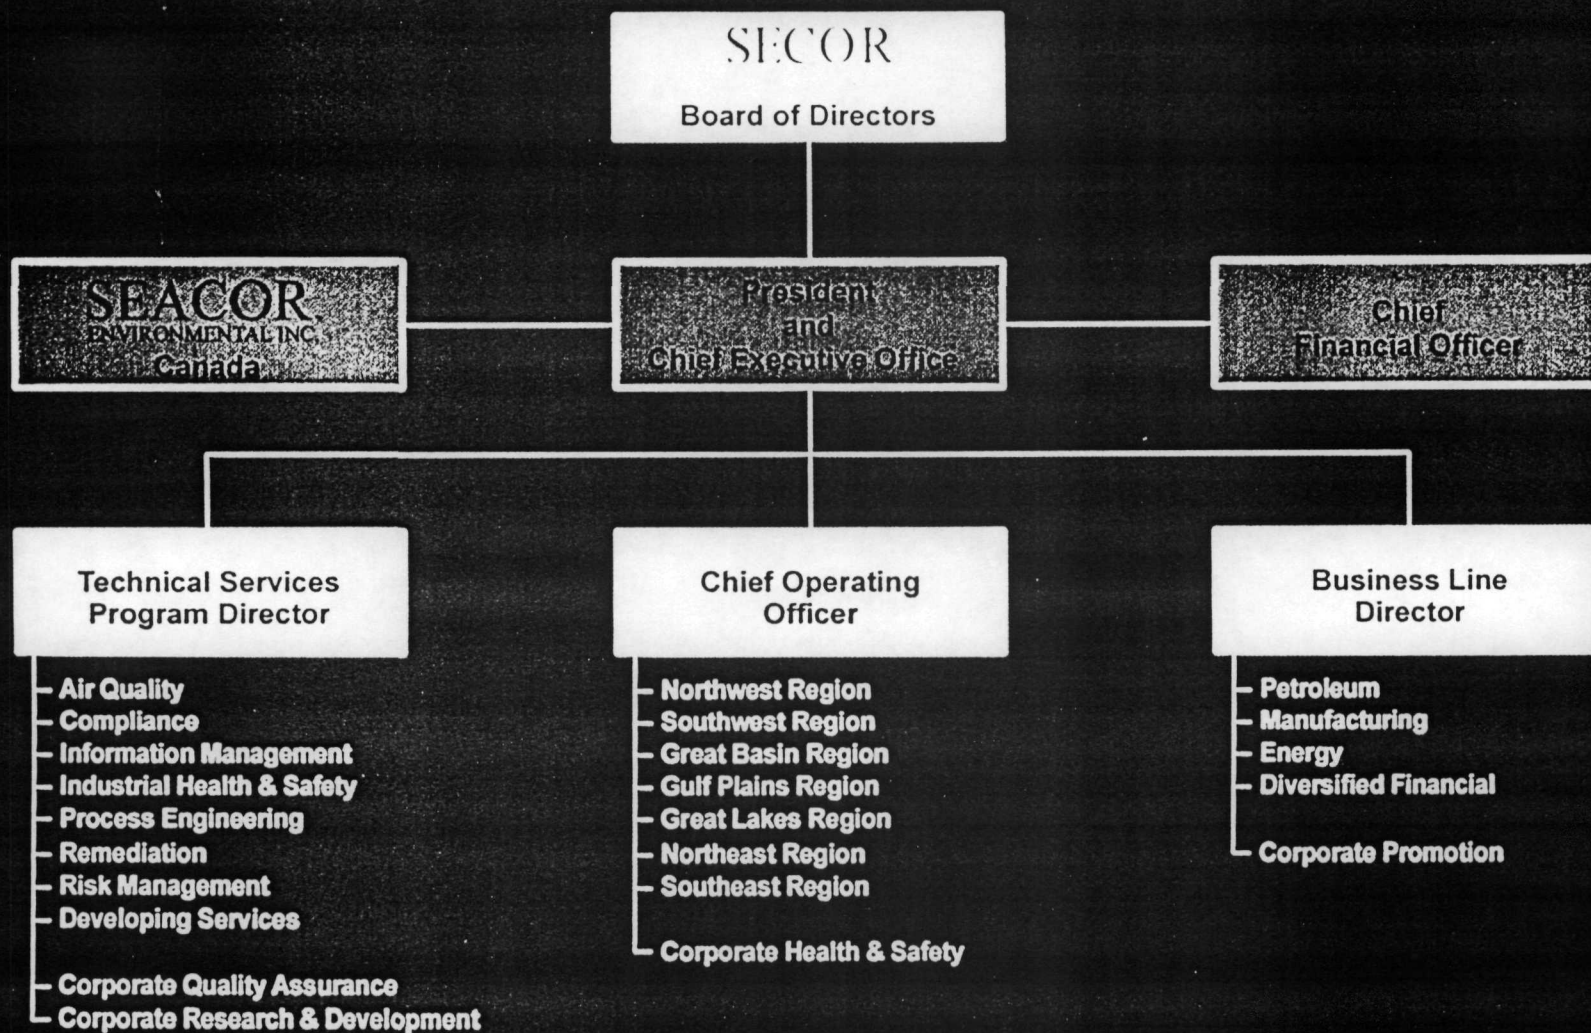 SECOR
Board of Directors
SEACOR
ENVIRONMENTAL INC.
Canada
President
and
Chief Executive Office
Chief
Financial Officer
Technical Services
Program Director
Chief Operating
Officer
Business Line
Director
Air Quality
Compliance
Information Management
Industrial Health & Safety
Process Engineering
Remediation
Risk Management
Developing Services
Corporate Quality Assurance
Corporate Research & Development
Northwest Region
Southwest Region
Great Basin Region
Gulf Plains Region
Great Lakes Region
Northeast Region
Southeast Region
Corporate Health & Safety
Petroleum
Manufacturing
Energy
Diversified Financial
Corporate Promotion